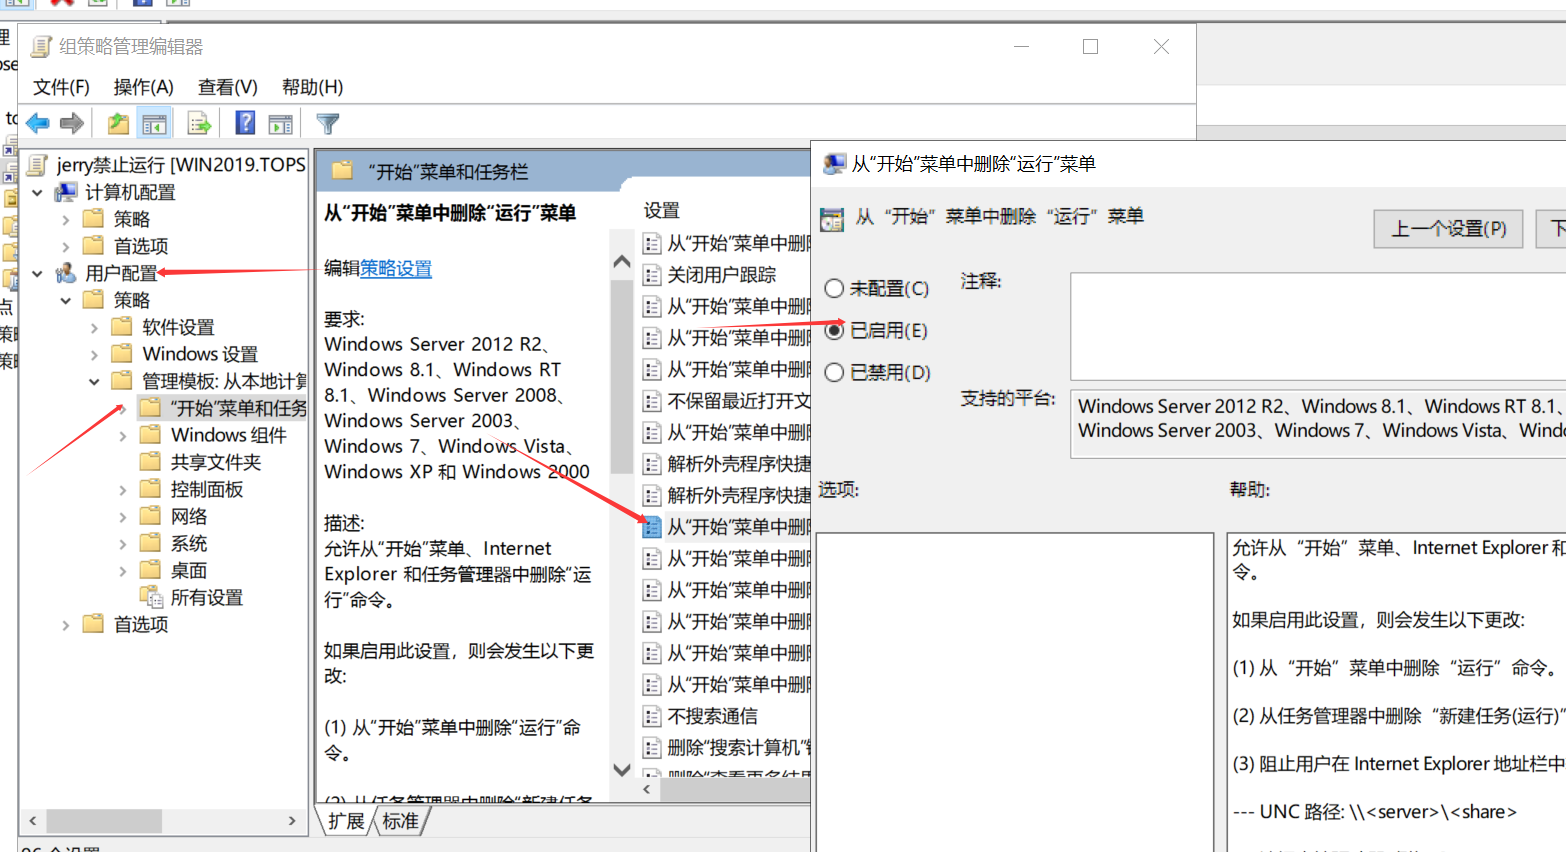 组策略管理编辑器
文件(F) 操作(A) 查看(V) 帮助(H)
jerry禁止运行 [WIN2019.TOPS
计算机配置
策略
首选项
用户配置
策略
软件设置
Windows 设置
管理模板: 从本地计算
“开始”菜单和任务
Windows 组件
共享文件夹
控制面板
网络
系统
桌面
所有设置
首选项
“开始”菜单和任务栏
从“开始”菜单中删除“运行”菜单
编辑策略设置
要求:
Windows Server 2012 R2、
Windows 8.1、Windows RT
8.1、Windows Server 2008、
Windows Server 2003、
Windows 7、Windows Vista、
Windows XP 和 Windows 2000
描述:
允许从“开始”菜单、Internet
Explorer 和任务管理器中删除“运
行”命令。
如果启用此设置，则会发生以下更
改:
(1) 从“开始”菜单中删除“运行”命
令。
(2) 从任务管理器中删除“新建任务
扩展 标准
设置
从“开始”菜单中删除
关闭用户跟踪
从“开始”菜单中删除
从“开始”菜单中删除
从“开始”菜单中删除
不保留最近打开文
从“开始”菜单中删除
解析外壳程序快捷
解析外壳程序快捷
从“开始”菜单中删除
从“开始”菜单中删除
从“开始”菜单中删除
从“开始”菜单中删除
从“开始”菜单中删除
从“开始”菜单中删除
不搜索通信
删除“搜索计算机”
删除“查看更多结果
从“开始”菜单中删除“运行”菜单
从“开始”菜单中删除“运行”菜单
上一个设置(P)
下
未配置(C)
已启用(E)
已禁用(D)
注释:
支持的平台:
Windows Server 2012 R2、Windows 8.1、Windows RT 8.1、
Windows Server 2003、Windows 7、Windows Vista、Windo
选项:
帮助:
允许从“开始”菜单、Internet Explorer 和
令。
如果启用此设置，则会发生以下更改:
(1) 从“开始”菜单中删除“运行”命令。
(2) 从任务管理器中删除“新建任务(运行)”
(3) 阻止用户在 Internet Explorer 地址栏中
--- UNC 路径: \\<server>\<share>